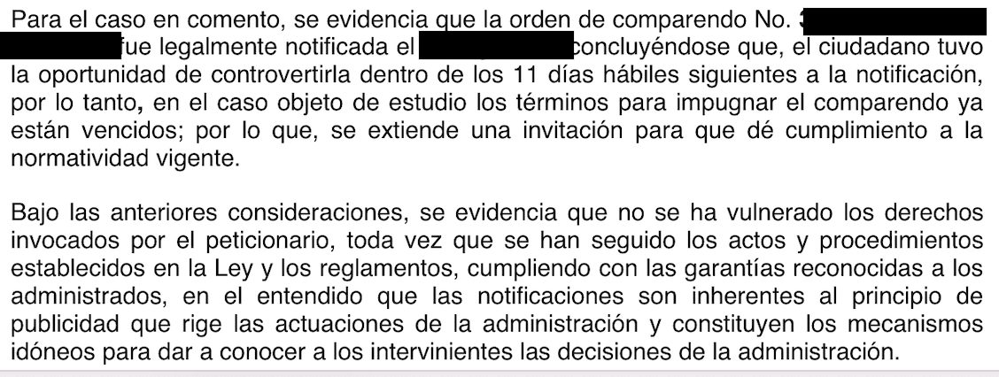 Para el caso en comento, se evidencia que la orden de comparendo No.
fue legalmente notificada el concluyéndose que, el ciudadano tuvo
la oportunidad de controvertirla dentro de los 11 días hábiles siguientes a la notificación,
por lo tanto, en el caso objeto de estudio los términos para impugnar el comparendo ya
están vencidos; por lo que, se extiende una invitación para que dé cumplimiento a la
normatividad vigente.
Bajo las anteriores consideraciones, se evidencia que no se ha vulnerado los derechos
invocados por el peticionario, toda vez que se han seguido los actos y procedimientos
establecidos en la Ley y los reglamentos, cumpliendo con las garantías reconocidas a los
administrados, en el entendido que las notificaciones son inherentes al principio de
publicidad que rige las actuaciones de la administración y constituyen los mecanismos
idóneos para dar a conocer a los intervinientes las decisiones de la administración.